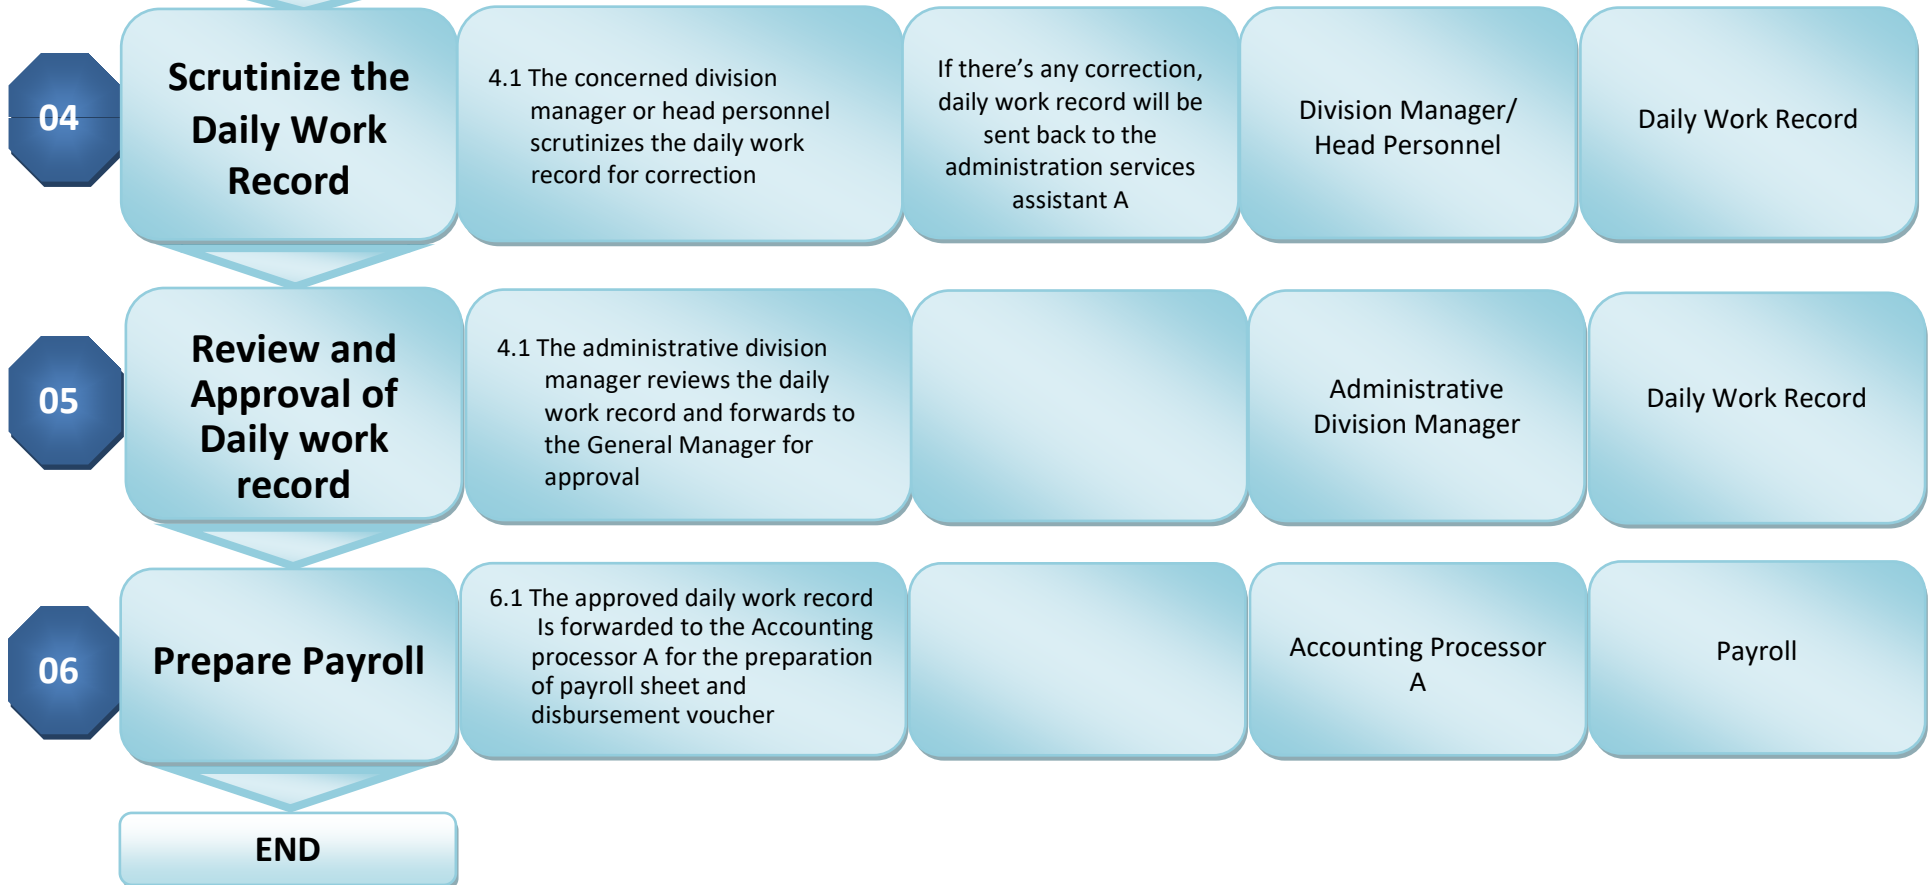 04
Scrutinize the
Daily Work
Record
4.1 The concerned division
manager or head personnel
scrutinizes the daily work
record for correction
If there’s any correction,
daily work record will be
sent back to the
administration services
assistant A
Division Manager/
Head Personnel
Daily Work Record
05
Review and
Approval of
Daily work
record
4.1 The administrative division
manager reviews the daily
work record and forwards to
the General Manager for
approval
Administrative
Division Manager
Daily Work Record
06
Prepare Payroll
6.1 The approved daily work record
Is forwarded to the Accounting
processor A for the preparation
of payroll sheet and
disbursement voucher
Accounting Processor
A
Payroll
END